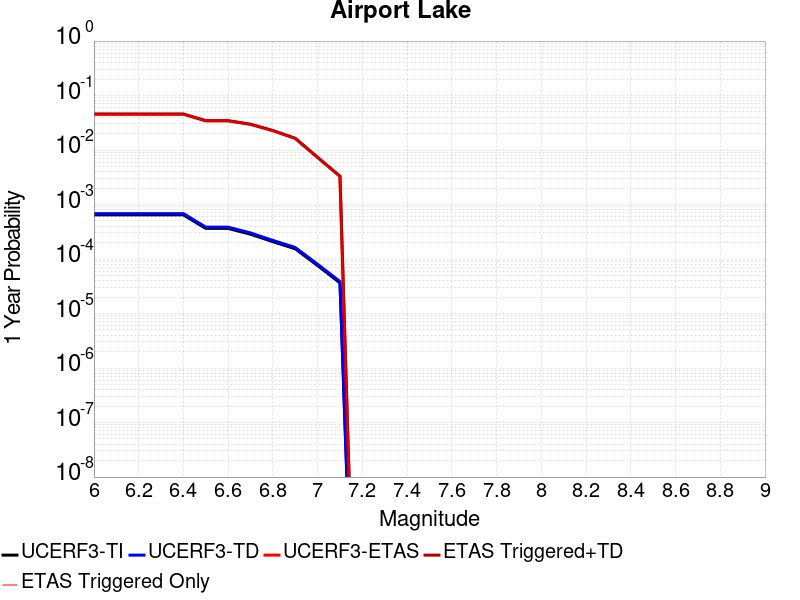 Airport Lake
10^0
10^-1
10^-2
10^-3
10^-4
10^-5
10^-6
10^-7
10^-8
1 Year Probability
6 6.2 6.4 6.6 6.8 7 7.2 7.4 7.6 7.8 8 8.2 8.4 8.6 8.8 9
Magnitude
UCERF3-TI UCERF3-TD UCERF3-ETAS ETAS Triggered+TD
ETAS Triggered Only